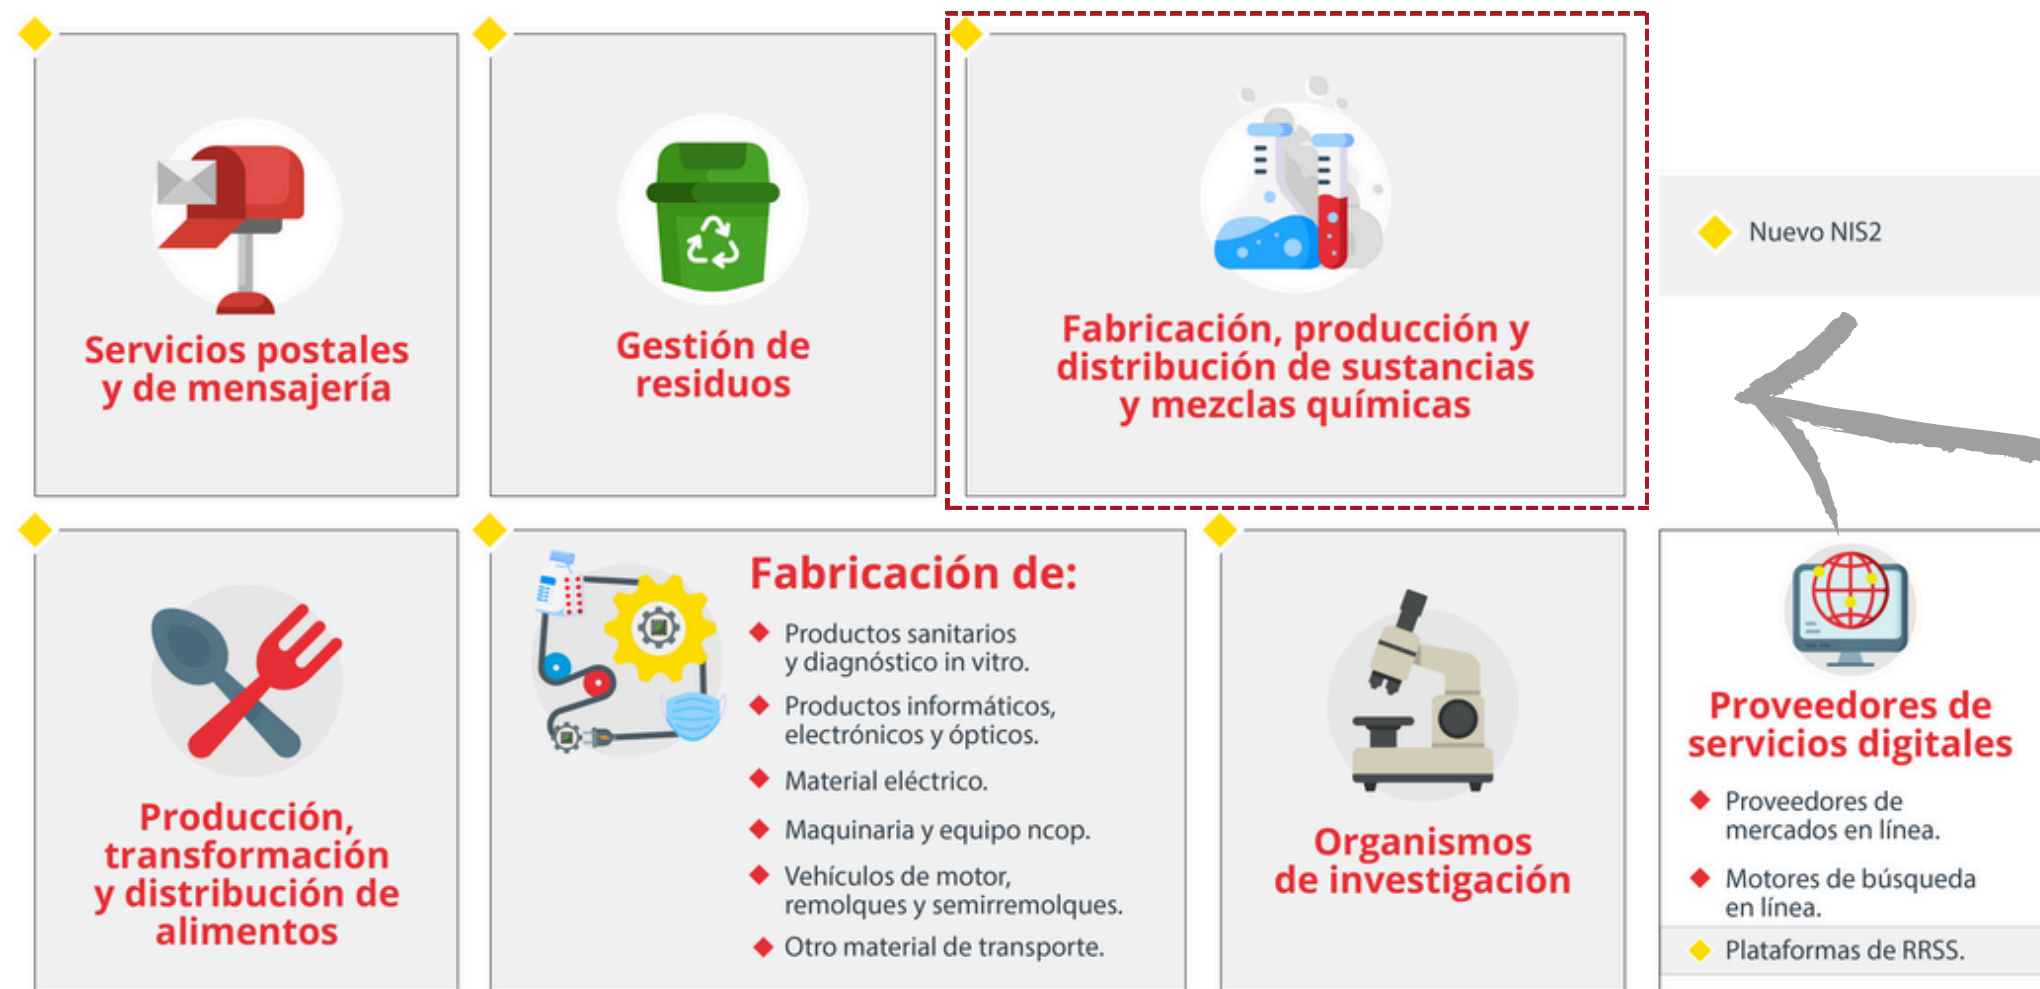 Servicios postales
y de mensajería
Gestión de
residuos
Fabricación, producción y
distribución de sustancias
y mezclas químicas
Nuevo NIS2
Producción,
transformación
y distribución de
alimentos
Fabricación de:
Productos sanitarios
y diagnóstico in vitro.
Productos informáticos,
electrónicos y ópticos.
Material eléctrico.
Maquinaria y equipo ncop.
Vehículos de motor,
remolques y semirremolques.
Otro material de transporte.
Organismos
de investigación
Proveedores de
servicios digitales
Proveedores de
mercados en línea.
Motores de búsqueda
en línea.
Plataformas de RRSS.